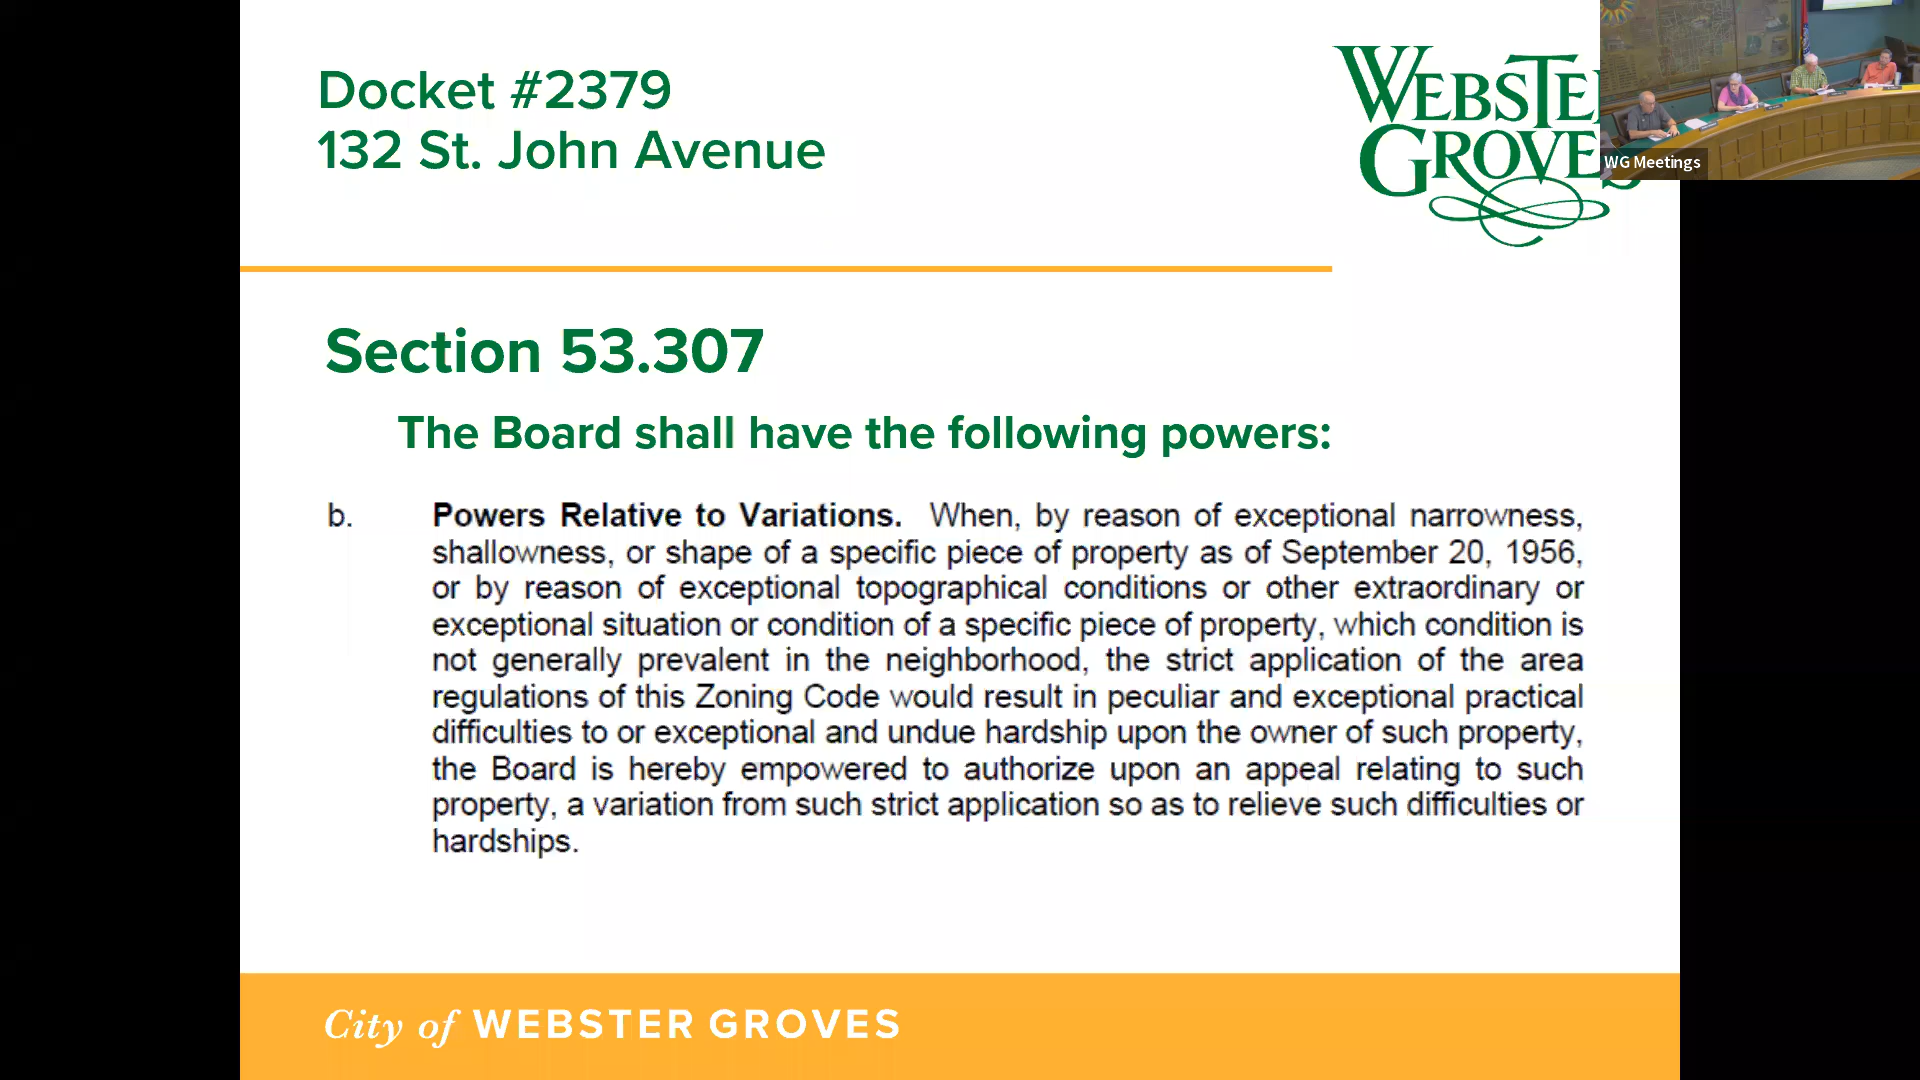 Docket #2379
132 St. John Avenue
WEBSTE
GROVES
WG Meetings
Section 53.307
The Board shall have the following powers:
b. Powers Relative to Variations. When, by reason of exceptional narrowness,
shallowness, or shape of a specific piece of property as of September 20, 1956,
or by reason of exceptional topographical conditions or other extraordinary or
exceptional situation or condition of a specific piece of property, which condition is
not generally prevalent in the neighborhood, the strict application of the area
regulations of this Zoning Code would result in peculiar and exceptional practical
difficulties to or exceptional and undue hardship upon the owner of such property,
the Board is hereby empowered to authorize upon an appeal relating to such
property, a variation from such strict application so as to relieve such difficulties or
hardships.
City of WEBSTER GROVES